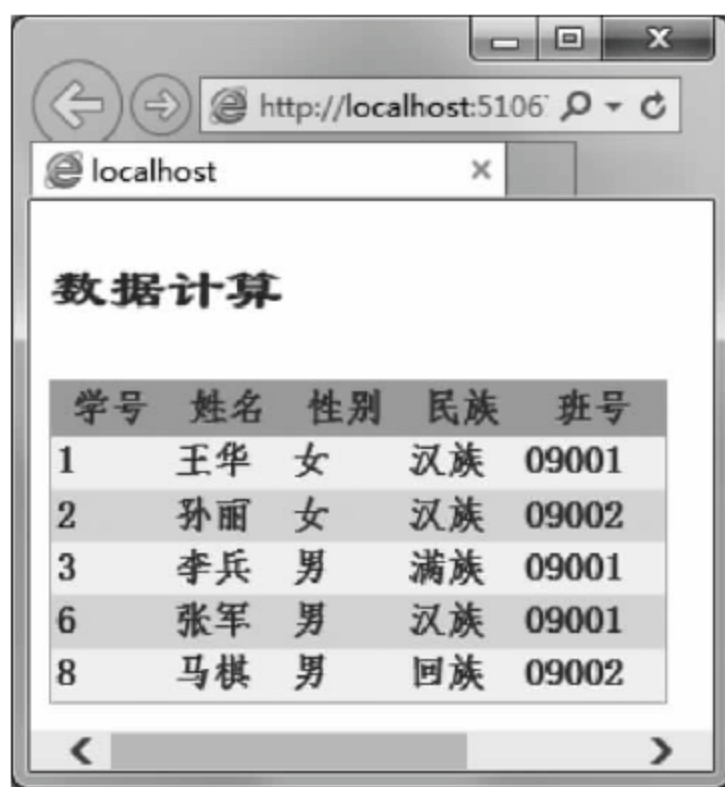 http://localhost:5106
localhost
数据计算
学号 姓名 性别 民族 班号
1 王华 女 汉族 09001
2 孙丽 女 汉族 09002
3 李兵 男 满族 09001
6 张军 男 汉族 09001
8 马棋 男 回族 09002